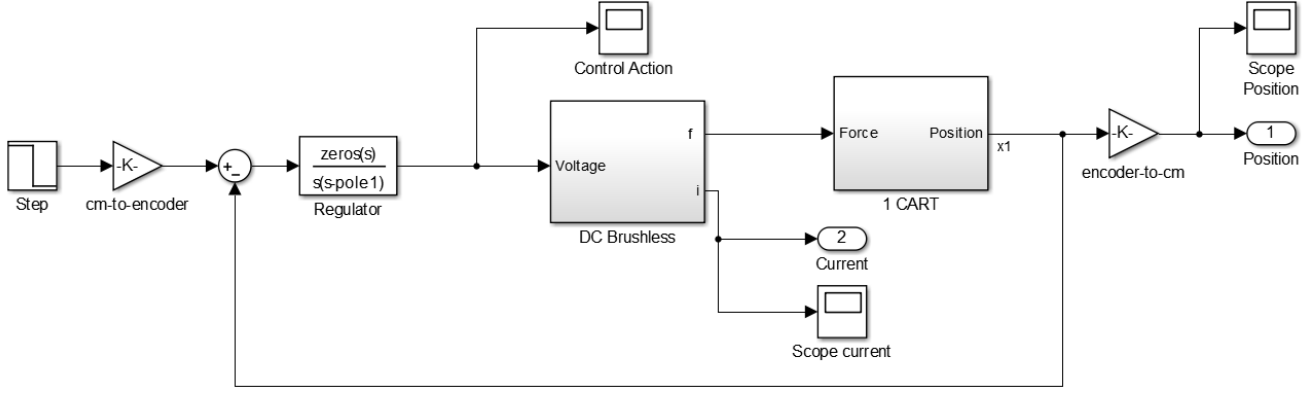 Control Action
Scope
Position
Step
-K-
cm-to-encoder
+
−
zeros(s)
s(s-pole1)
Regulator
Voltage
f
i
DC Brushless
Force
Position
1 CART
x1
-K-
encoder-to-cm
1
Position
2
Current
Scope current